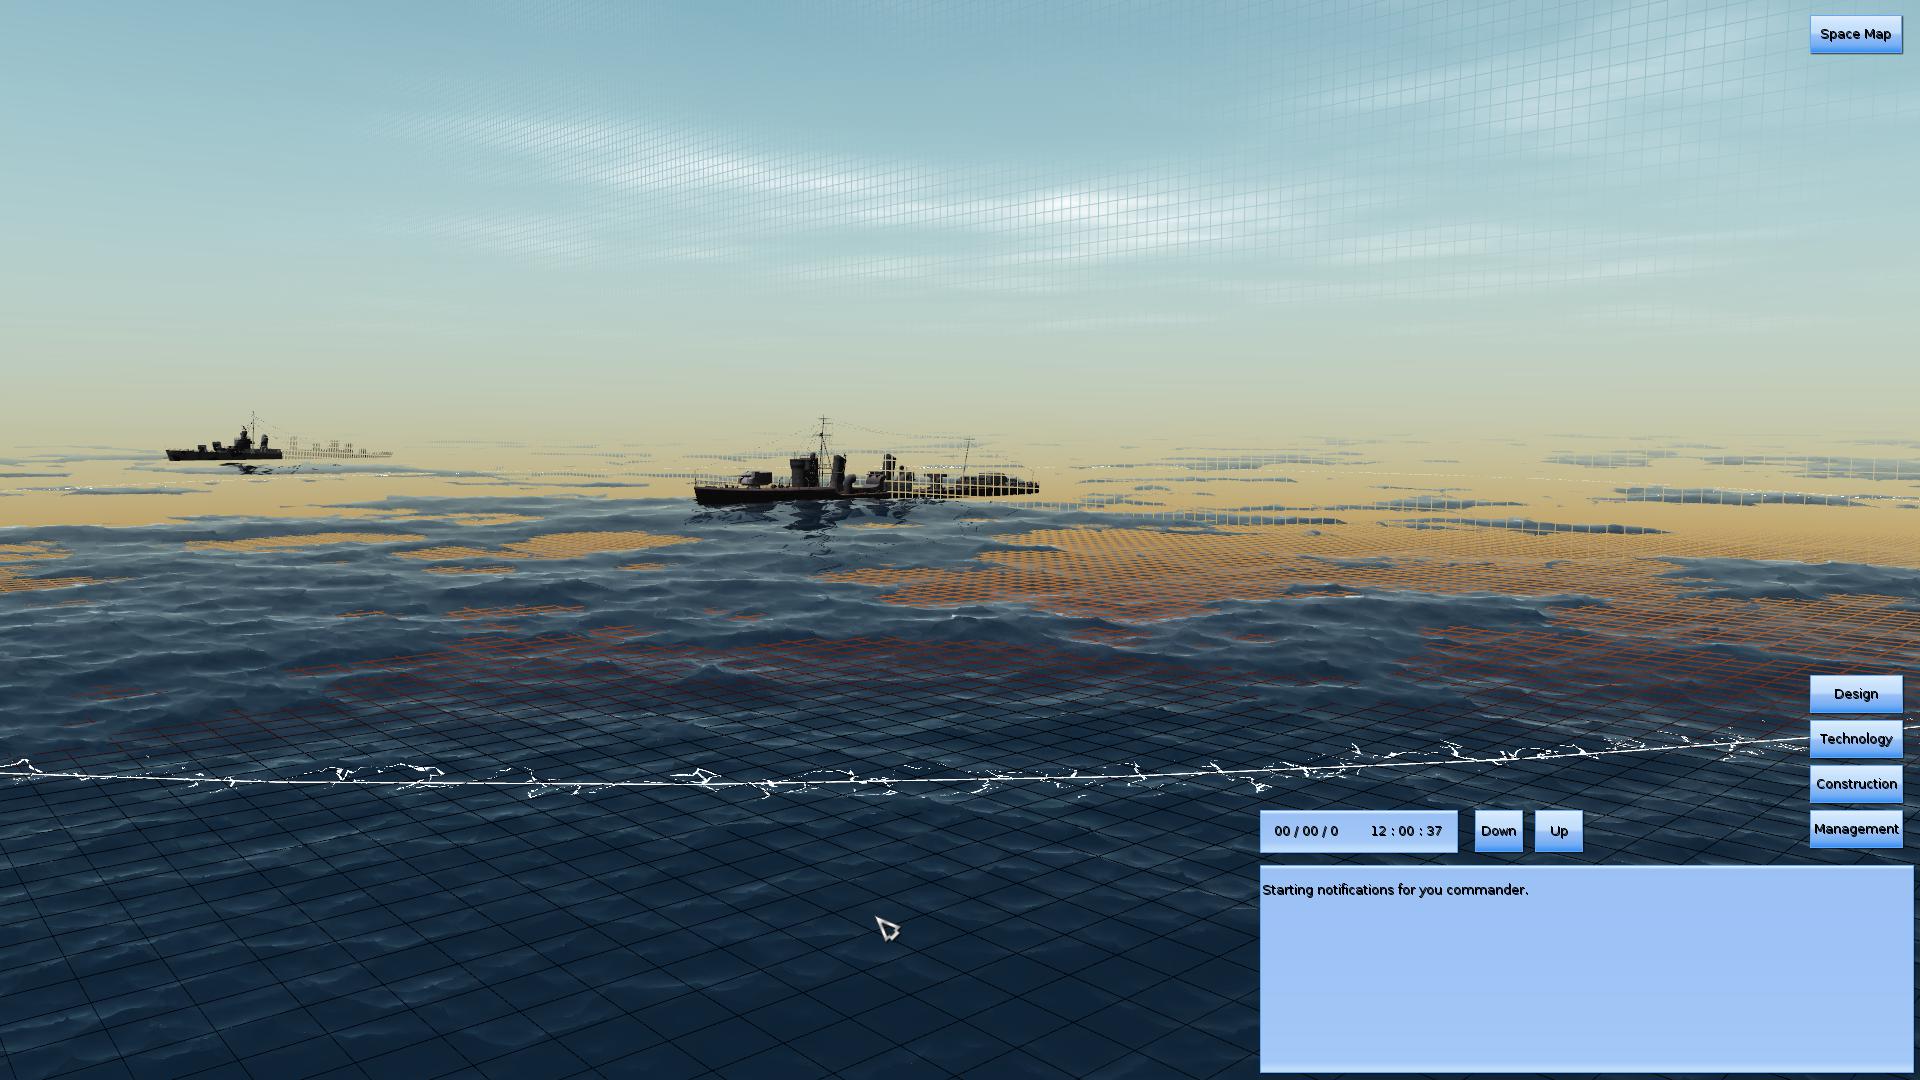 Space Map
Design
Technology
Construction
Management
00 / 00 / 0 12 : 00 : 37
Down
Up
Starting notifications for you commander.